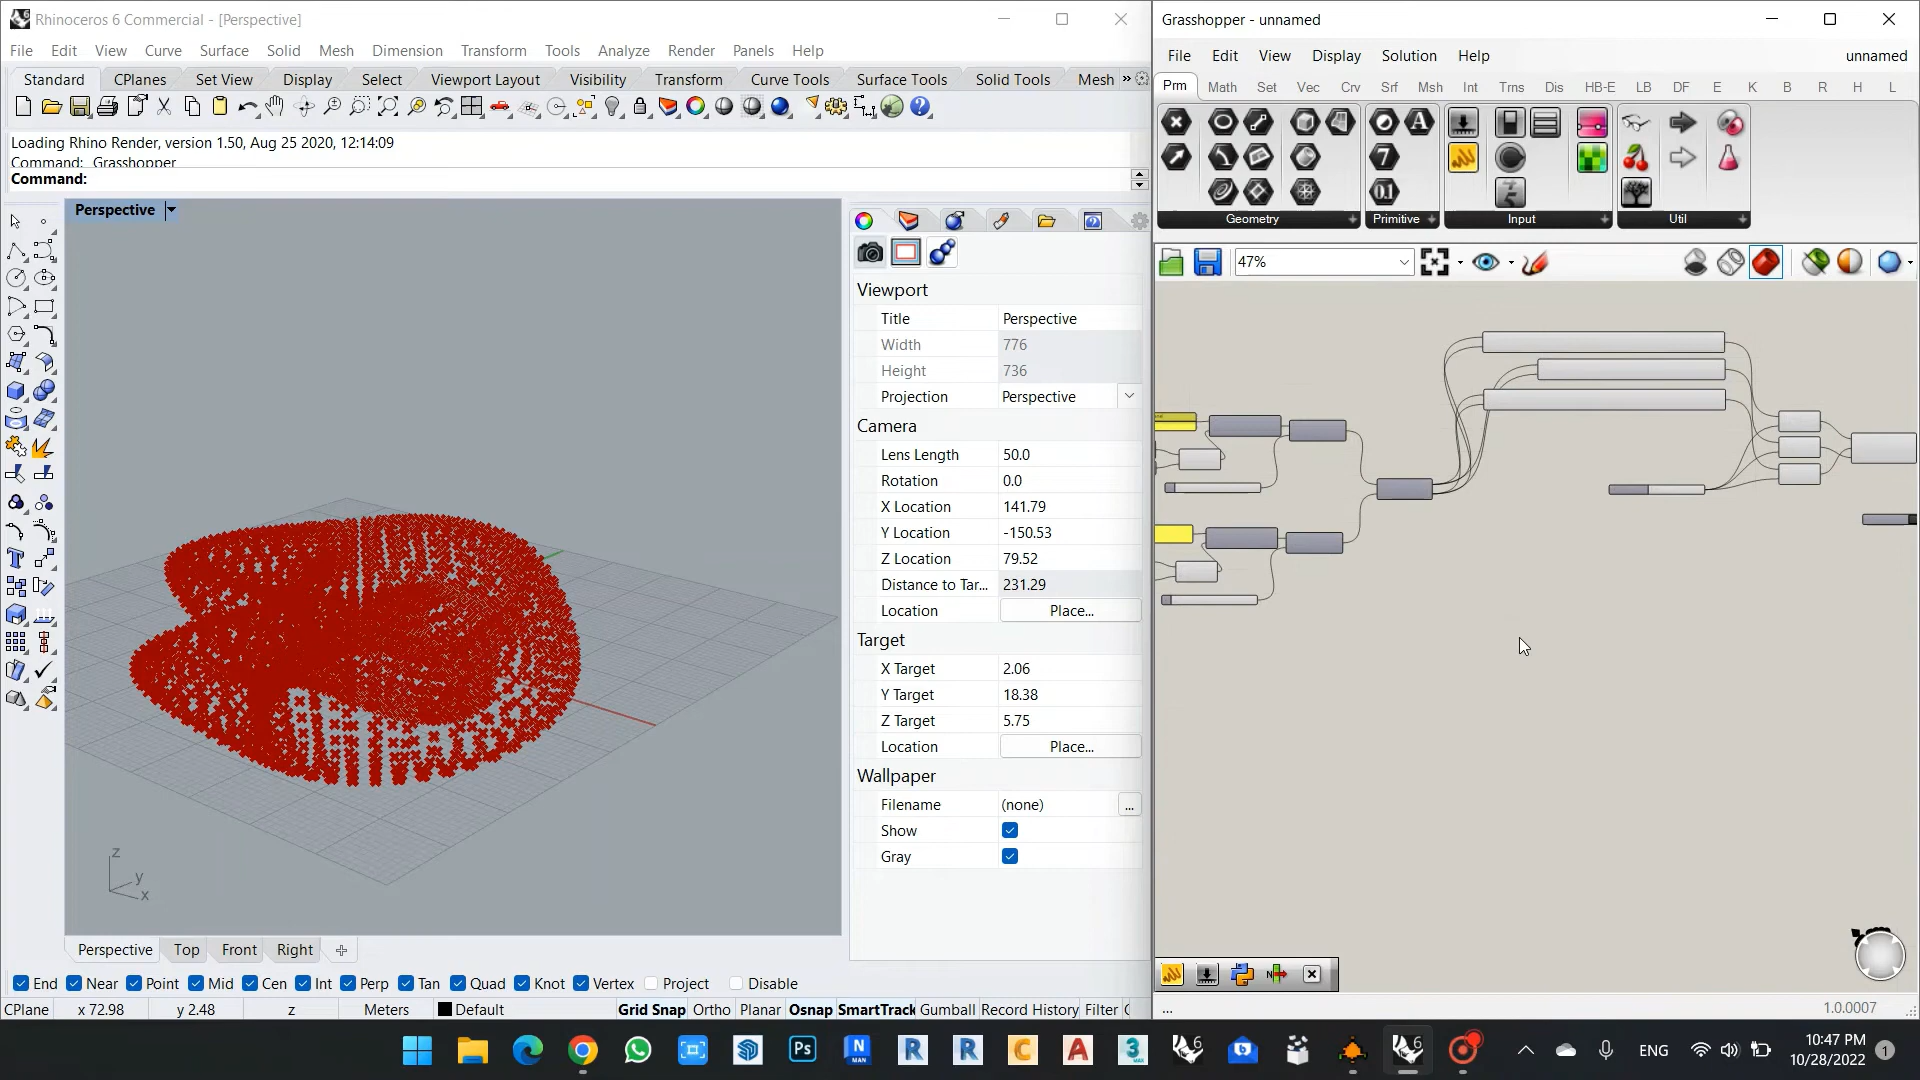 Rhinoceros 6 Commercial - [Perspective]
File Edit View Curve Surface Solid Mesh Dimension Transform Tools Analyze Render Panels Help
Standard CPlanes Set View Display Select Viewport Layout Visibility Transform Curve Tools Surface Tools Solid Tools Mesh »
Loading Rhino Render, version 1.50, Aug 25 2020, 12:14:09
Command: _Grasshopper
Command:
Perspective
Viewport
Title Perspective
Width 776
Height 736
Projection Perspective
Camera
Lens Length 50.0
Rotation 0.0
X Location 141.79
Y Location -150.53
Z Location 79.52
Distance to Tar... 231.29
Location Place...
Target
X Target 2.06
Y Target 18.38
Z Target 5.75
Location Place...
Wallpaper
Filename (none) ...
Show
Gray
z
y
x
Perspective Top Front Right
End Near Point Mid Cen Int Perp Tan Quad Knot Vertex Project Disable
CPlane x 72.98 y 2.48 z Meters Default Grid Snap Ortho Planar Osnap SmartTrack Gumball Record History Filter
Grasshopper - unnamed
File Edit View Display Solution Help unnamed
Prm Math Set Vec Crv Srf Msh Int Trns Dis HB-E LB DF E K B R H L
Geometry Primitive Input Util
47%
... 1.0.0007
ENG
10:47 PM
10/28/2022
1